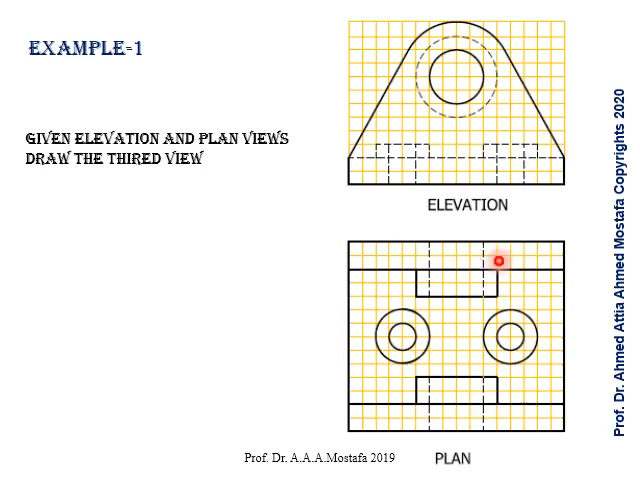 EXAMPLE-1
GIVEN ELEVATION AND PLAN VIEWS
DRAW THE THIRED VIEW
ELEVATION
PLAN
Prof. Dr. A.A.A.Mostafa 2019
Prof. Dr. Ahmed Attia Ahmed Mostafa Copyrights 2020